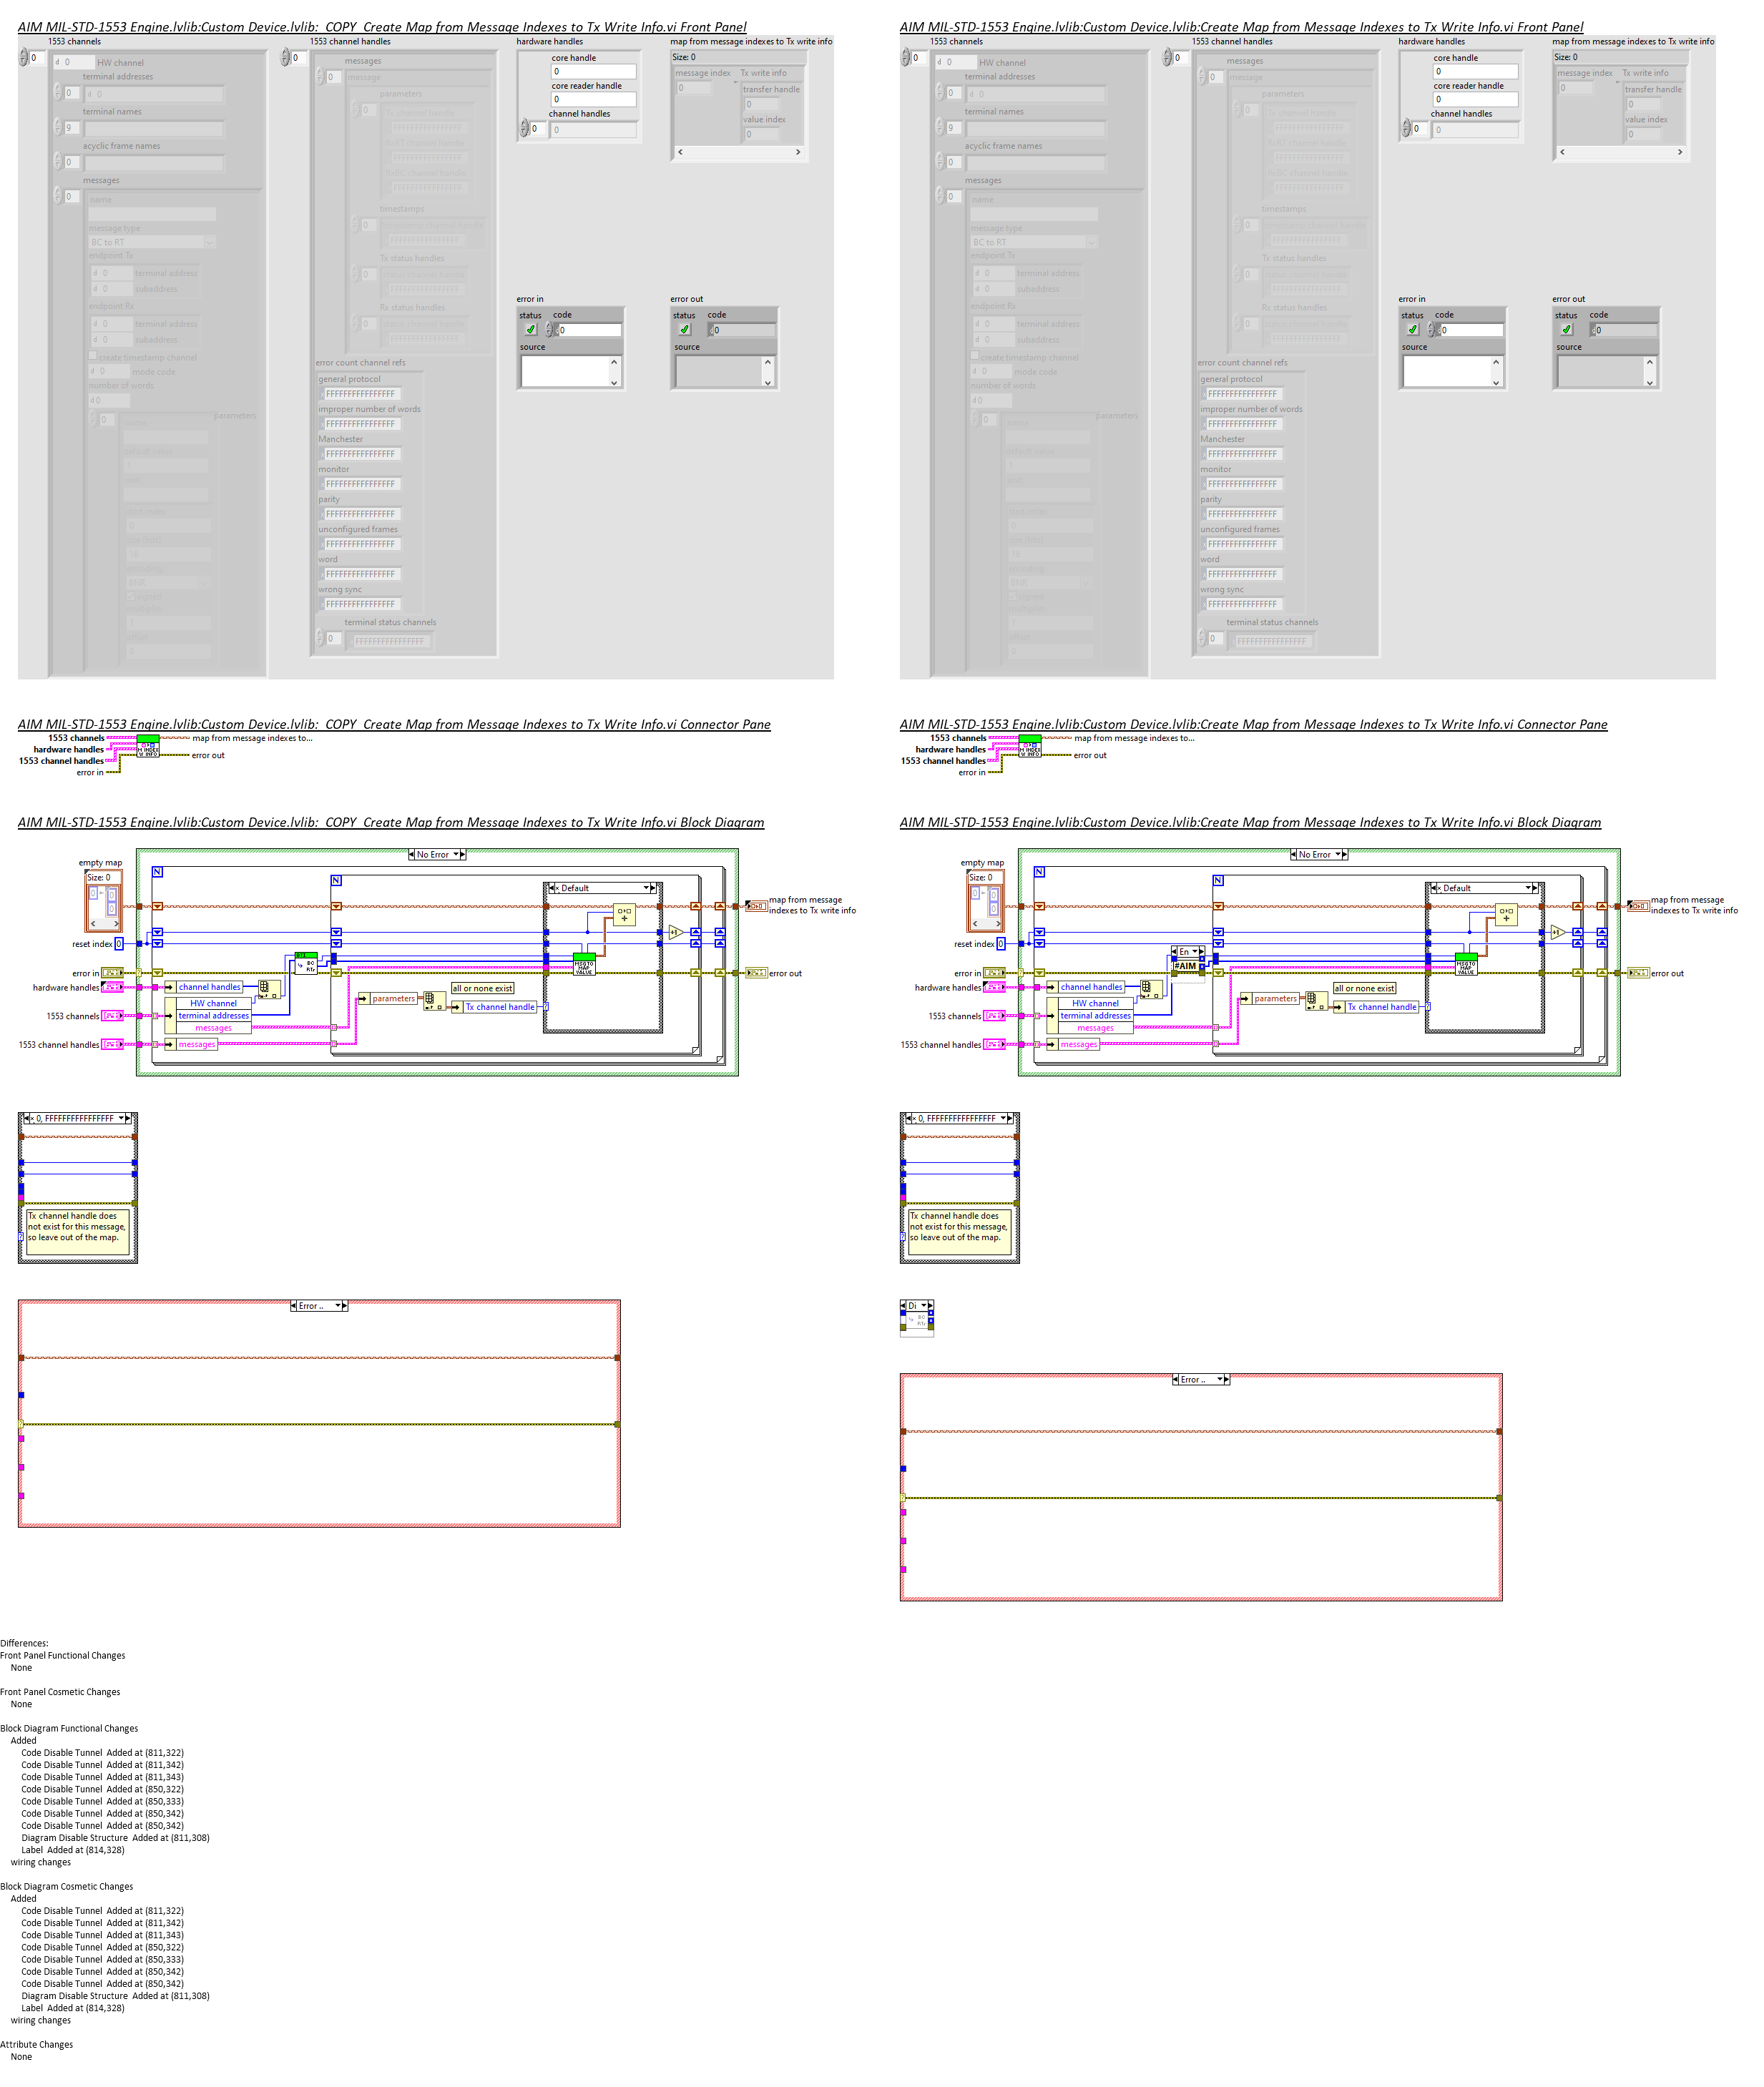 AIM MIL-STD-1553 Engine.lvlib:Custom Device.lvlib:_COPY_Create Map from Message Indexes to Tx Write Info.vi Front Panel
1553 channels
0
d 0 HW channel
terminal addresses
0
d 0
terminal names
9
acyclic frame names
0
messages
0
name
message type
BC to RT
endpoint Tx
d 0 terminal address
d 0 subaddress
endpoint Rx
d 0 terminal address
d 0 subaddress
create timestamp channel
d 0 mode code
number of words
d 0
0
parameters
1553 channel handles
0
messages
0
message
parameters
0
Tx channel handle
FFFFFFFFFFFFFFFF
FFFFFFFFFFFFFFFF
FFFFFFFFFFFFFFFF
timestamps
0
FFFFFFFFFFFFFFFF
Tx status handles
0
FFFFFFFFFFFFFFFF
Rx status handles
0
FFFFFFFFFFFFFFFF
error count channel refs
general protocol
FFFFFFFFFFFFFFFF
improper number of words
FFFFFFFFFFFFFFFF
Manchester
FFFFFFFFFFFFFFFF
monitor
FFFFFFFFFFFFFFFF
parity
FFFFFFFFFFFFFFFF
unconfigured frames
FFFFFFFFFFFFFFFF
word
FFFFFFFFFFFFFFFF
wrong sync
FFFFFFFFFFFFFFFF
terminal status channels
0
FFFFFFFFFFFFFFFF
hardware handles
core handle
0
core reader handle
0
channel handles
0 0
map from message indexes to Tx write info
Size: 0
message index Tx write info
0
transfer handle
0
value index
0
error in
status code
0
source
error out
status code
0
source
AIM MIL-STD-1553 Engine.lvlib:Custom Device.lvlib:Create Map from Message Indexes to Tx Write Info.vi Front Panel
1553 channels
0
d 0 HW channel
terminal addresses
0
d 0
terminal names
9
acyclic frame names
0
messages
0
name
message type
BC to RT
endpoint Tx
d 0 terminal address
d 0 subaddress
endpoint Rx
d 0 terminal address
d 0 subaddress
create timestamp channel
d 0 mode code
number of words
d 0
0
parameters
1553 channel handles
0
messages
0
message
parameters
0
Tx channel handle
FFFFFFFFFFFFFFFF
FFFFFFFFFFFFFFFF
FFFFFFFFFFFFFFFF
timestamps
0
FFFFFFFFFFFFFFFF
Tx status handles
0
FFFFFFFFFFFFFFFF
Rx status handles
0
FFFFFFFFFFFFFFFF
error count channel refs
general protocol
FFFFFFFFFFFFFFFF
improper number of words
FFFFFFFFFFFFFFFF
Manchester
FFFFFFFFFFFFFFFF
monitor
FFFFFFFFFFFFFFFF
parity
FFFFFFFFFFFFFFFF
unconfigured frames
FFFFFFFFFFFFFFFF
word
FFFFFFFFFFFFFFFF
wrong sync
FFFFFFFFFFFFFFFF
terminal status channels
0
FFFFFFFFFFFFFFFF
hardware handles
core handle
0
core reader handle
0
channel handles
0 0
map from message indexes to Tx write info
Size: 0
message index Tx write info
0
transfer handle
0
value index
0
error in
status code
0
source
error out
status code
0
source
AIM MIL-STD-1553 Engine.lvlib:Custom Device.lvlib:_COPY_Create Map from Message Indexes to Tx Write Info.vi Connector Pane
1553 channels
hardware handles
1553 channel handles
error in
map from message indexes to...
error out
AIM MIL-STD-1553 Engine.lvlib:Custom Device.lvlib:Create Map from Message Indexes to Tx Write Info.vi Connector Pane
1553 channels
hardware handles
1553 channel handles
error in
map from message indexes to...
error out
AIM MIL-STD-1553 Engine.lvlib:Custom Device.lvlib:_COPY_Create Map from Message Indexes to Tx Write Info.vi Block Diagram
No Error
empty map
Size: 0
N
N
Default
map from message
indexes to Tx write info
reset index 0
error in
error out
MSG TO
MAP
VALUE
hardware handles
channel handles
all or none exist
HW channel
parameters
Tx channel handle
1553 channels
terminal addresses
messages
1553 channel handles
messages
0, FFFFFFFFFFFFFFFF
Tx channel handle does
not exist for this message,
so leave out of the map.
Error ..
AIM MIL-STD-1553 Engine.lvlib:Custom Device.lvlib:Create Map from Message Indexes to Tx Write Info.vi Block Diagram
No Error
empty map
Size: 0
N
N
Default
map from message
indexes to Tx write info
reset index 0
En
#AIM
error in
error out
MSG TO
MAP
VALUE
hardware handles
channel handles
all or none exist
HW channel
parameters
Tx channel handle
1553 channels
terminal addresses
messages
1553 channel handles
messages
0, FFFFFFFFFFFFFFFF
Tx channel handle does
not exist for this message,
so leave out of the map.
Di
Error ..
Differences:
Front Panel Functional Changes
None
Front Panel Cosmetic Changes
None
Block Diagram Functional Changes
Added
Code Disable Tunnel Added at (811,322)
Code Disable Tunnel Added at (811,342)
Code Disable Tunnel Added at (811,343)
Code Disable Tunnel Added at (850,322)
Code Disable Tunnel Added at (850,333)
Code Disable Tunnel Added at (850,342)
Code Disable Tunnel Added at (850,342)
Diagram Disable Structure Added at (811,308)
Label Added at (814,328)
wiring changes
Block Diagram Cosmetic Changes
Added
Code Disable Tunnel Added at (811,322)
Code Disable Tunnel Added at (811,342)
Code Disable Tunnel Added at (811,343)
Code Disable Tunnel Added at (850,322)
Code Disable Tunnel Added at (850,333)
Code Disable Tunnel Added at (850,342)
Code Disable Tunnel Added at (850,342)
Diagram Disable Structure Added at (811,308)
Label Added at (814,328)
wiring changes
Attribute Changes
None